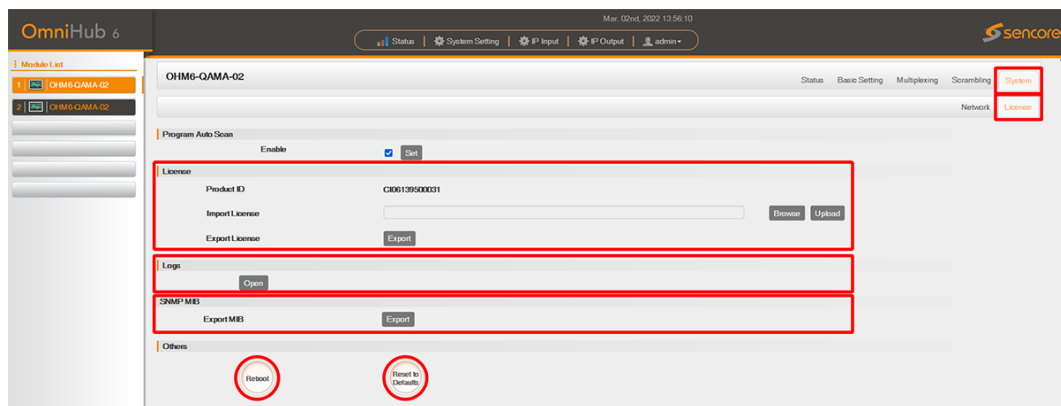 Mar. 02nd, 2022 13:56:10
OmniHub 6
Status | System Setting | IP Input | IP Output | admin
sencore
Module List
1 OHM6-QAMA-02
2 OHM6-QAMA-02
OHM6-QAMA-02
Status Basic Setting Multiplexing Scrambling System
Network License
Program Auto Scan
Enable Set
License
Product ID CI06139500031
Import License Browse Upload
Export License Export
Logs
Open
SNMP MIB
Export MIB Export
Others
Reboot Reset to Defaults